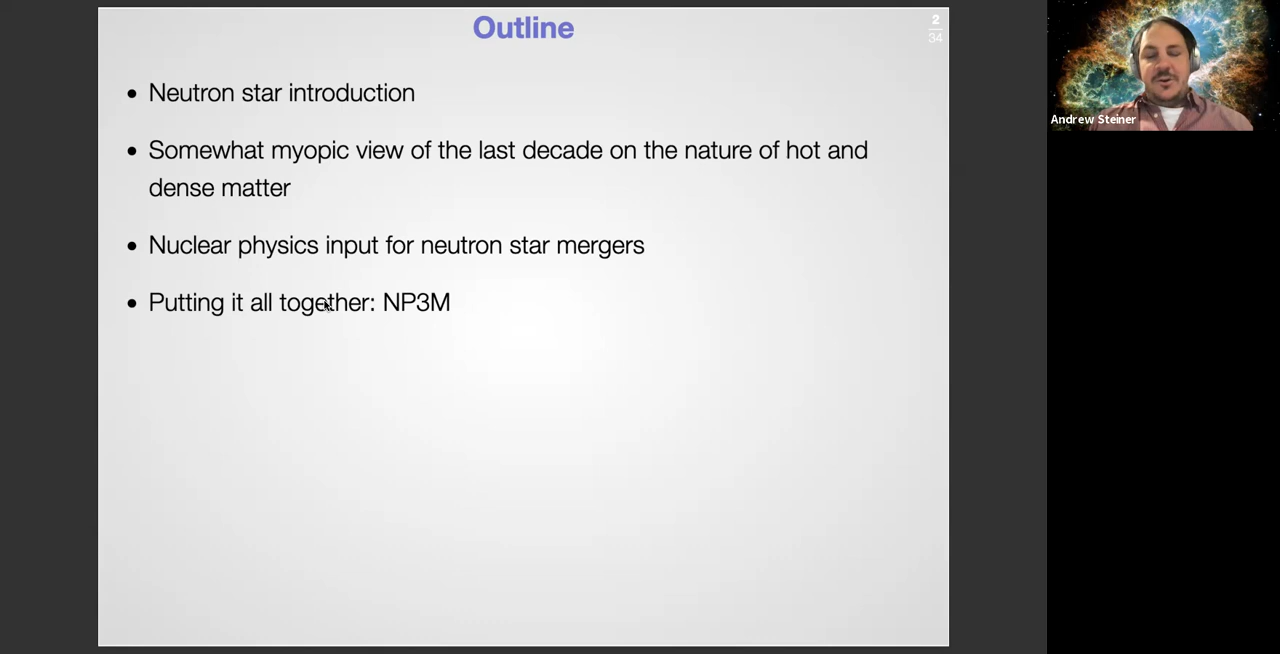 Outline
2
34
• Neutron star introduction
• Somewhat myopic view of the last decade on the nature of hot and
dense matter
• Nuclear physics input for neutron star mergers
• Putting it all together: NP3M
Andrew Steiner